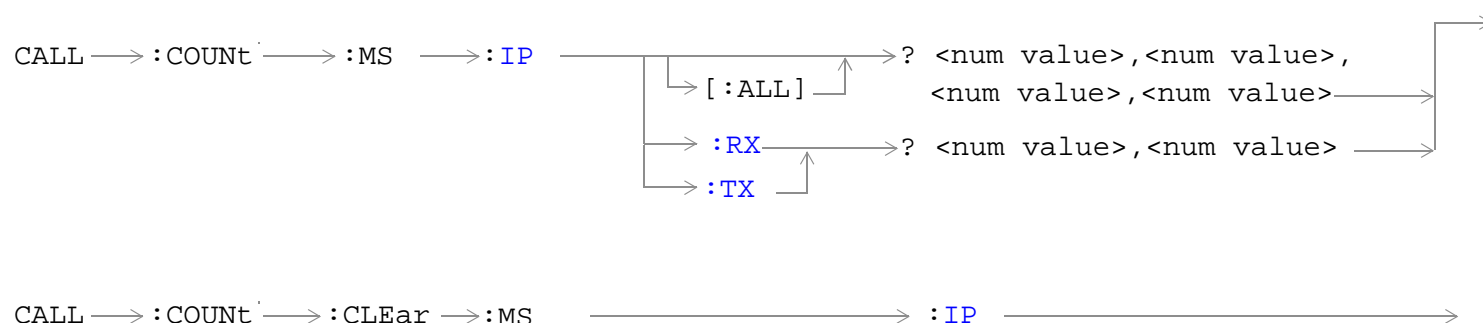 CALL :COUNt :MS :IP ? <num value>,<num value>,
[:ALL] <num value>,<num value>
:RX ? <num value>,<num value>
:TX
CALL :COUNt :CLEar :MS :IP